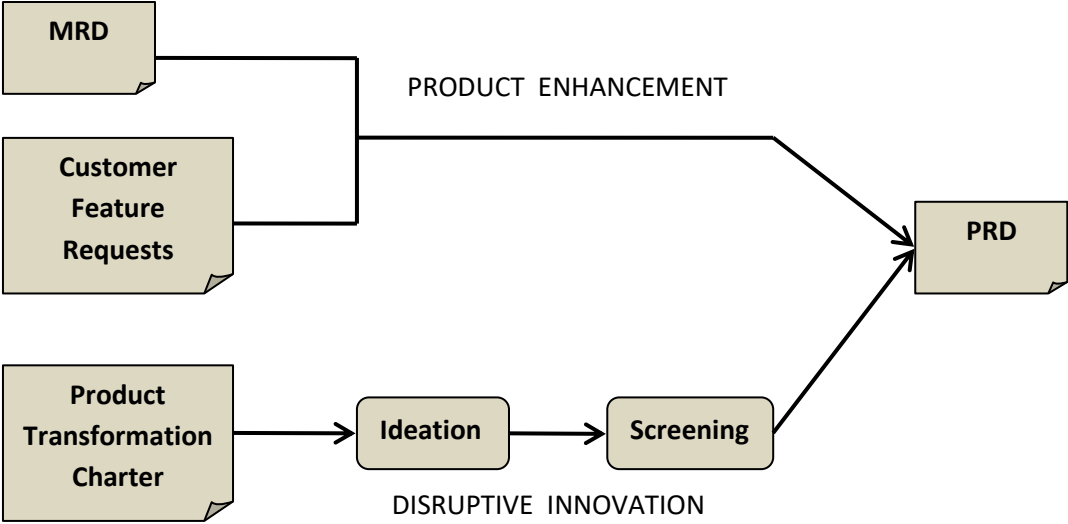 MRD
PRODUCT ENHANCEMENT
Customer
Feature
Requests
PRD
Product
Transformation
Charter
Ideation
Screening
DISRUPTIVE INNOVATION